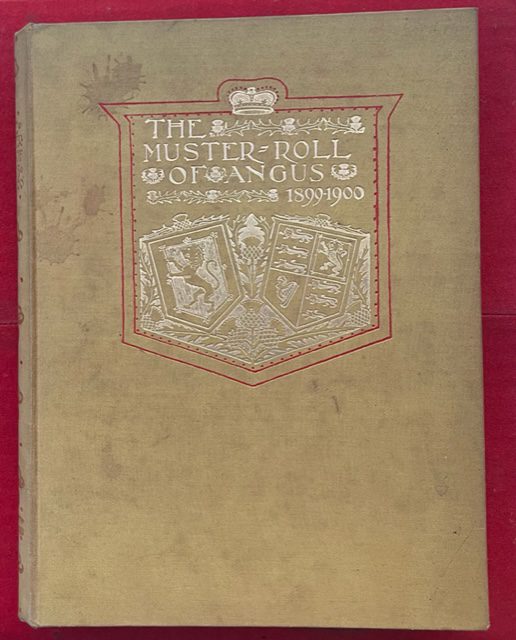 THE
MUSTER-ROLL
OF ANGUS
1899-1900